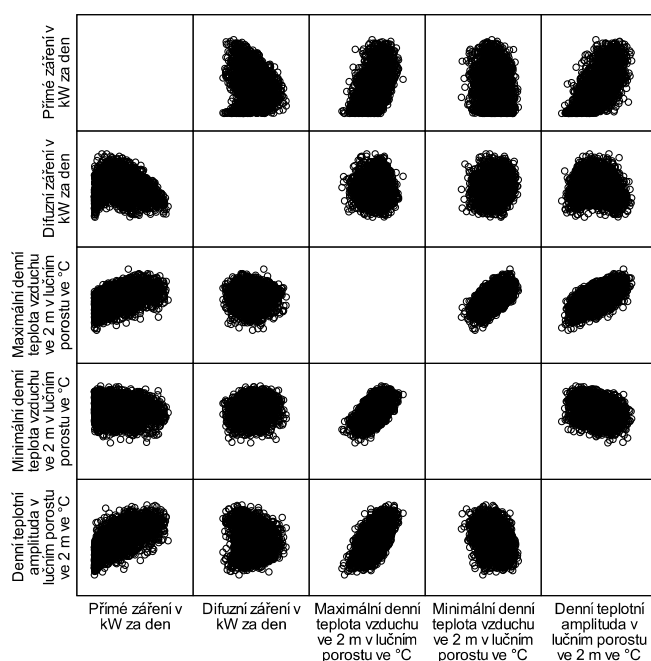 Přímé záření v
kW za den
Difuzní záření v
kW za den
Maximální denní
teplota vzduchu
ve 2 m v lučním
porostu ve °C
Minimální denní
teplota vzduchu
ve 2 m v lučním
porostu ve °C
Denní teplotní
amplituda v
lučním porostu
ve 2 m ve °C
Přímé záření v
kW za den
Difuzní záření v
kW za den
Maximální denní
teplota vzduchu
ve 2 m v lučním
porostu ve °C
Minimální denní
teplota vzduchu
ve 2 m v lučním
porostu ve °C
Denní teplotní
amplituda v
lučním porostu
ve 2 m ve °C